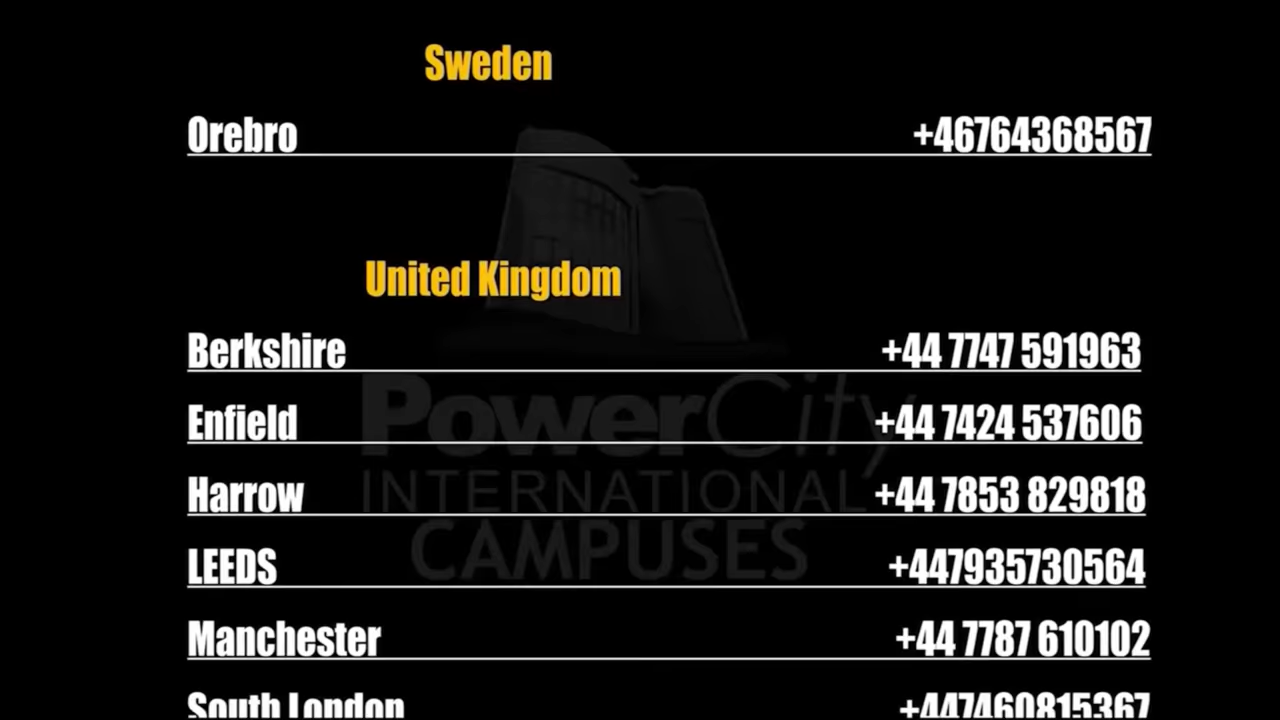 Sweden
Orebro +46764368567
United Kingdom
Berkshire +44 7747 591963
Enfield +44 7424 537606
PowerCity
Harrow +44 7853 829818
INTERNATIONAL
CAMPUSES
LEEDS +447935730564
Manchester +44 7787 610102
South London +447460815367